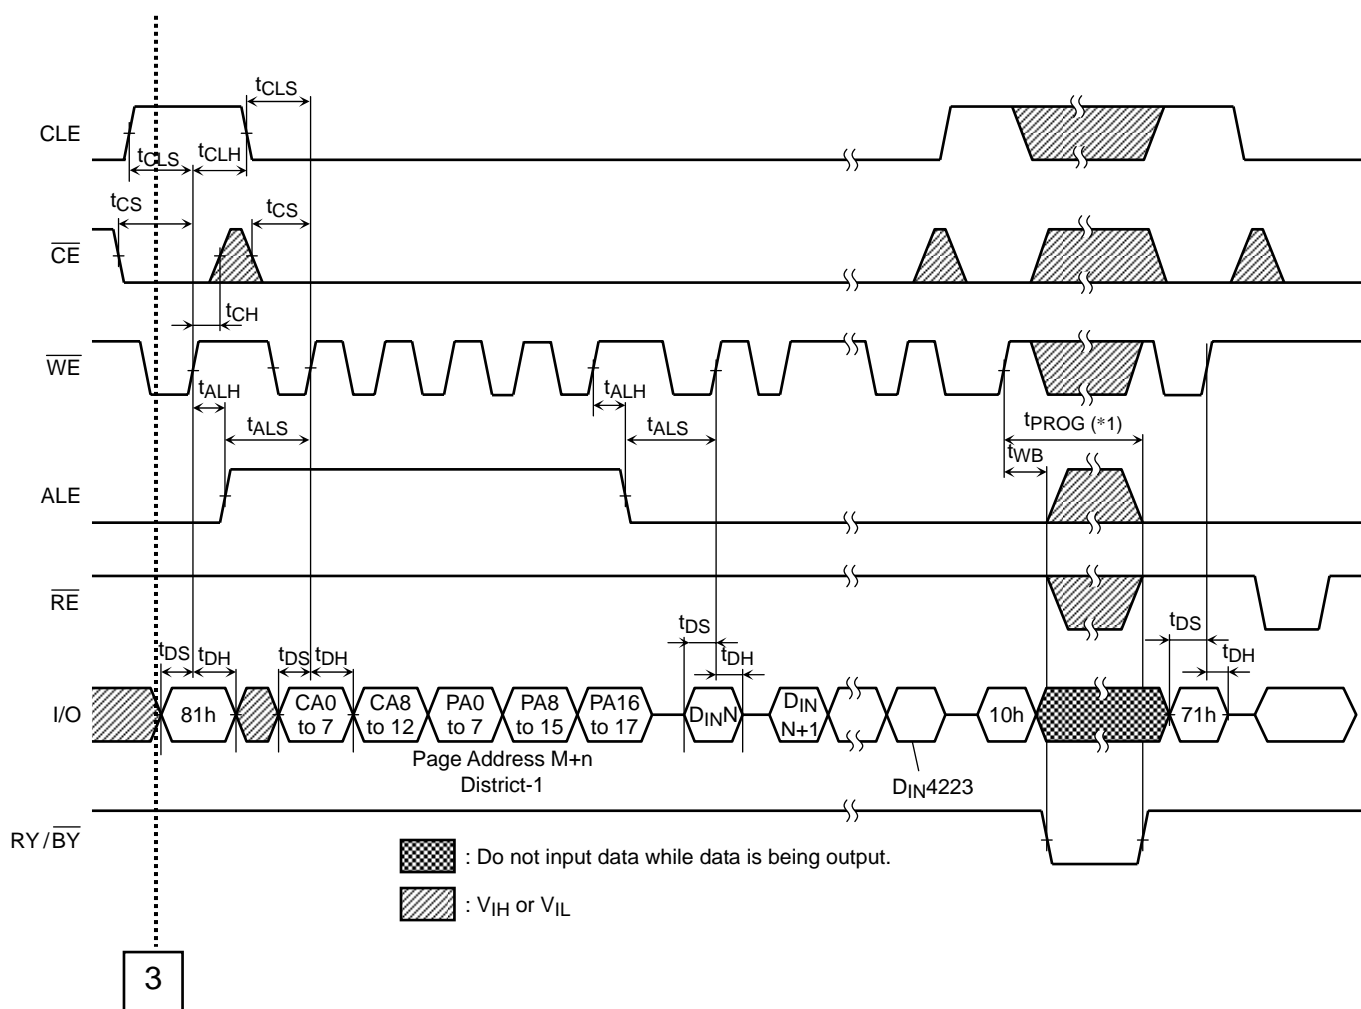 tCLS
CLE
tCLS
tCLH
tCS
tCS
CE
tCH
WE
tALH
tALH
tALS
tALS
tPROG (*1)
tWB
ALE
RE
tDS
tDH
tDS
tDH
tDS
tDH
tDS
tDH
I/O
81h
CA0
to 7
CA8
to 12
PA0
to 7
PA8
to 15
PA16
to 17
DINN
DIN
N+1
10h
71h
Page Address M+n
District-1
DIN4223
RY/BY
: Do not input data while data is being output.
: VIH or VIL
3